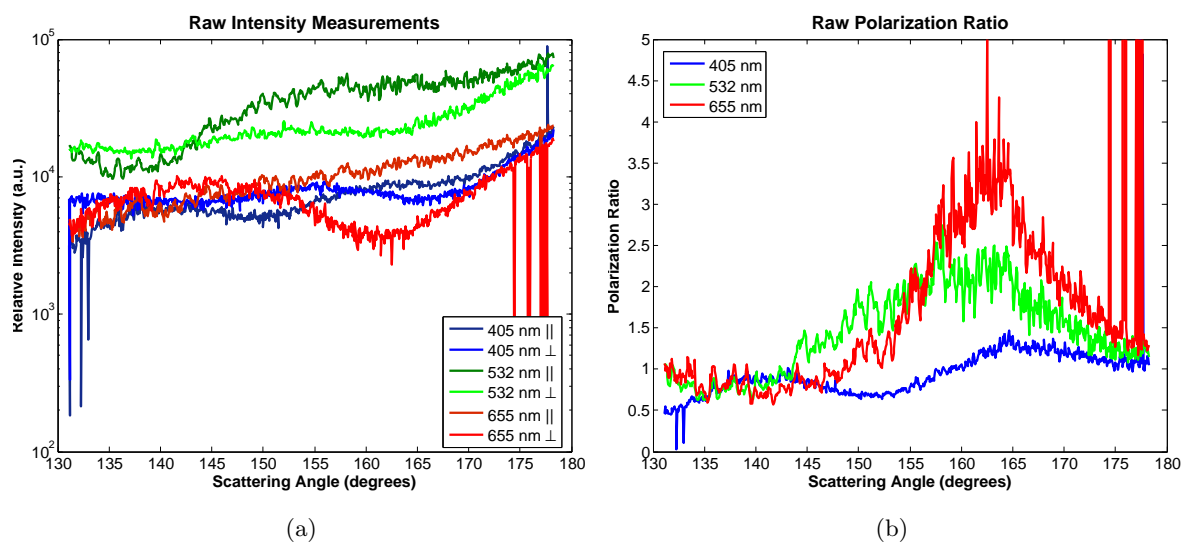 Raw Intensity Measurements
10^5
10^4
10^3
10^2
Relative Intensity (a.u.)
405 nm ||
405 nm ⊥
532 nm ||
532 nm ⊥
655 nm ||
655 nm ⊥
130 135 140 145 150 155 160 165 170 175 180
Scattering Angle (degrees)
(a)
Raw Polarization Ratio
5
4.5
4
3.5
3
2.5
2
1.5
1
0.5
0
Polarization Ratio
405 nm
532 nm
655 nm
130 135 140 145 150 155 160 165 170 175 180
Scattering Angle (degrees)
(b)